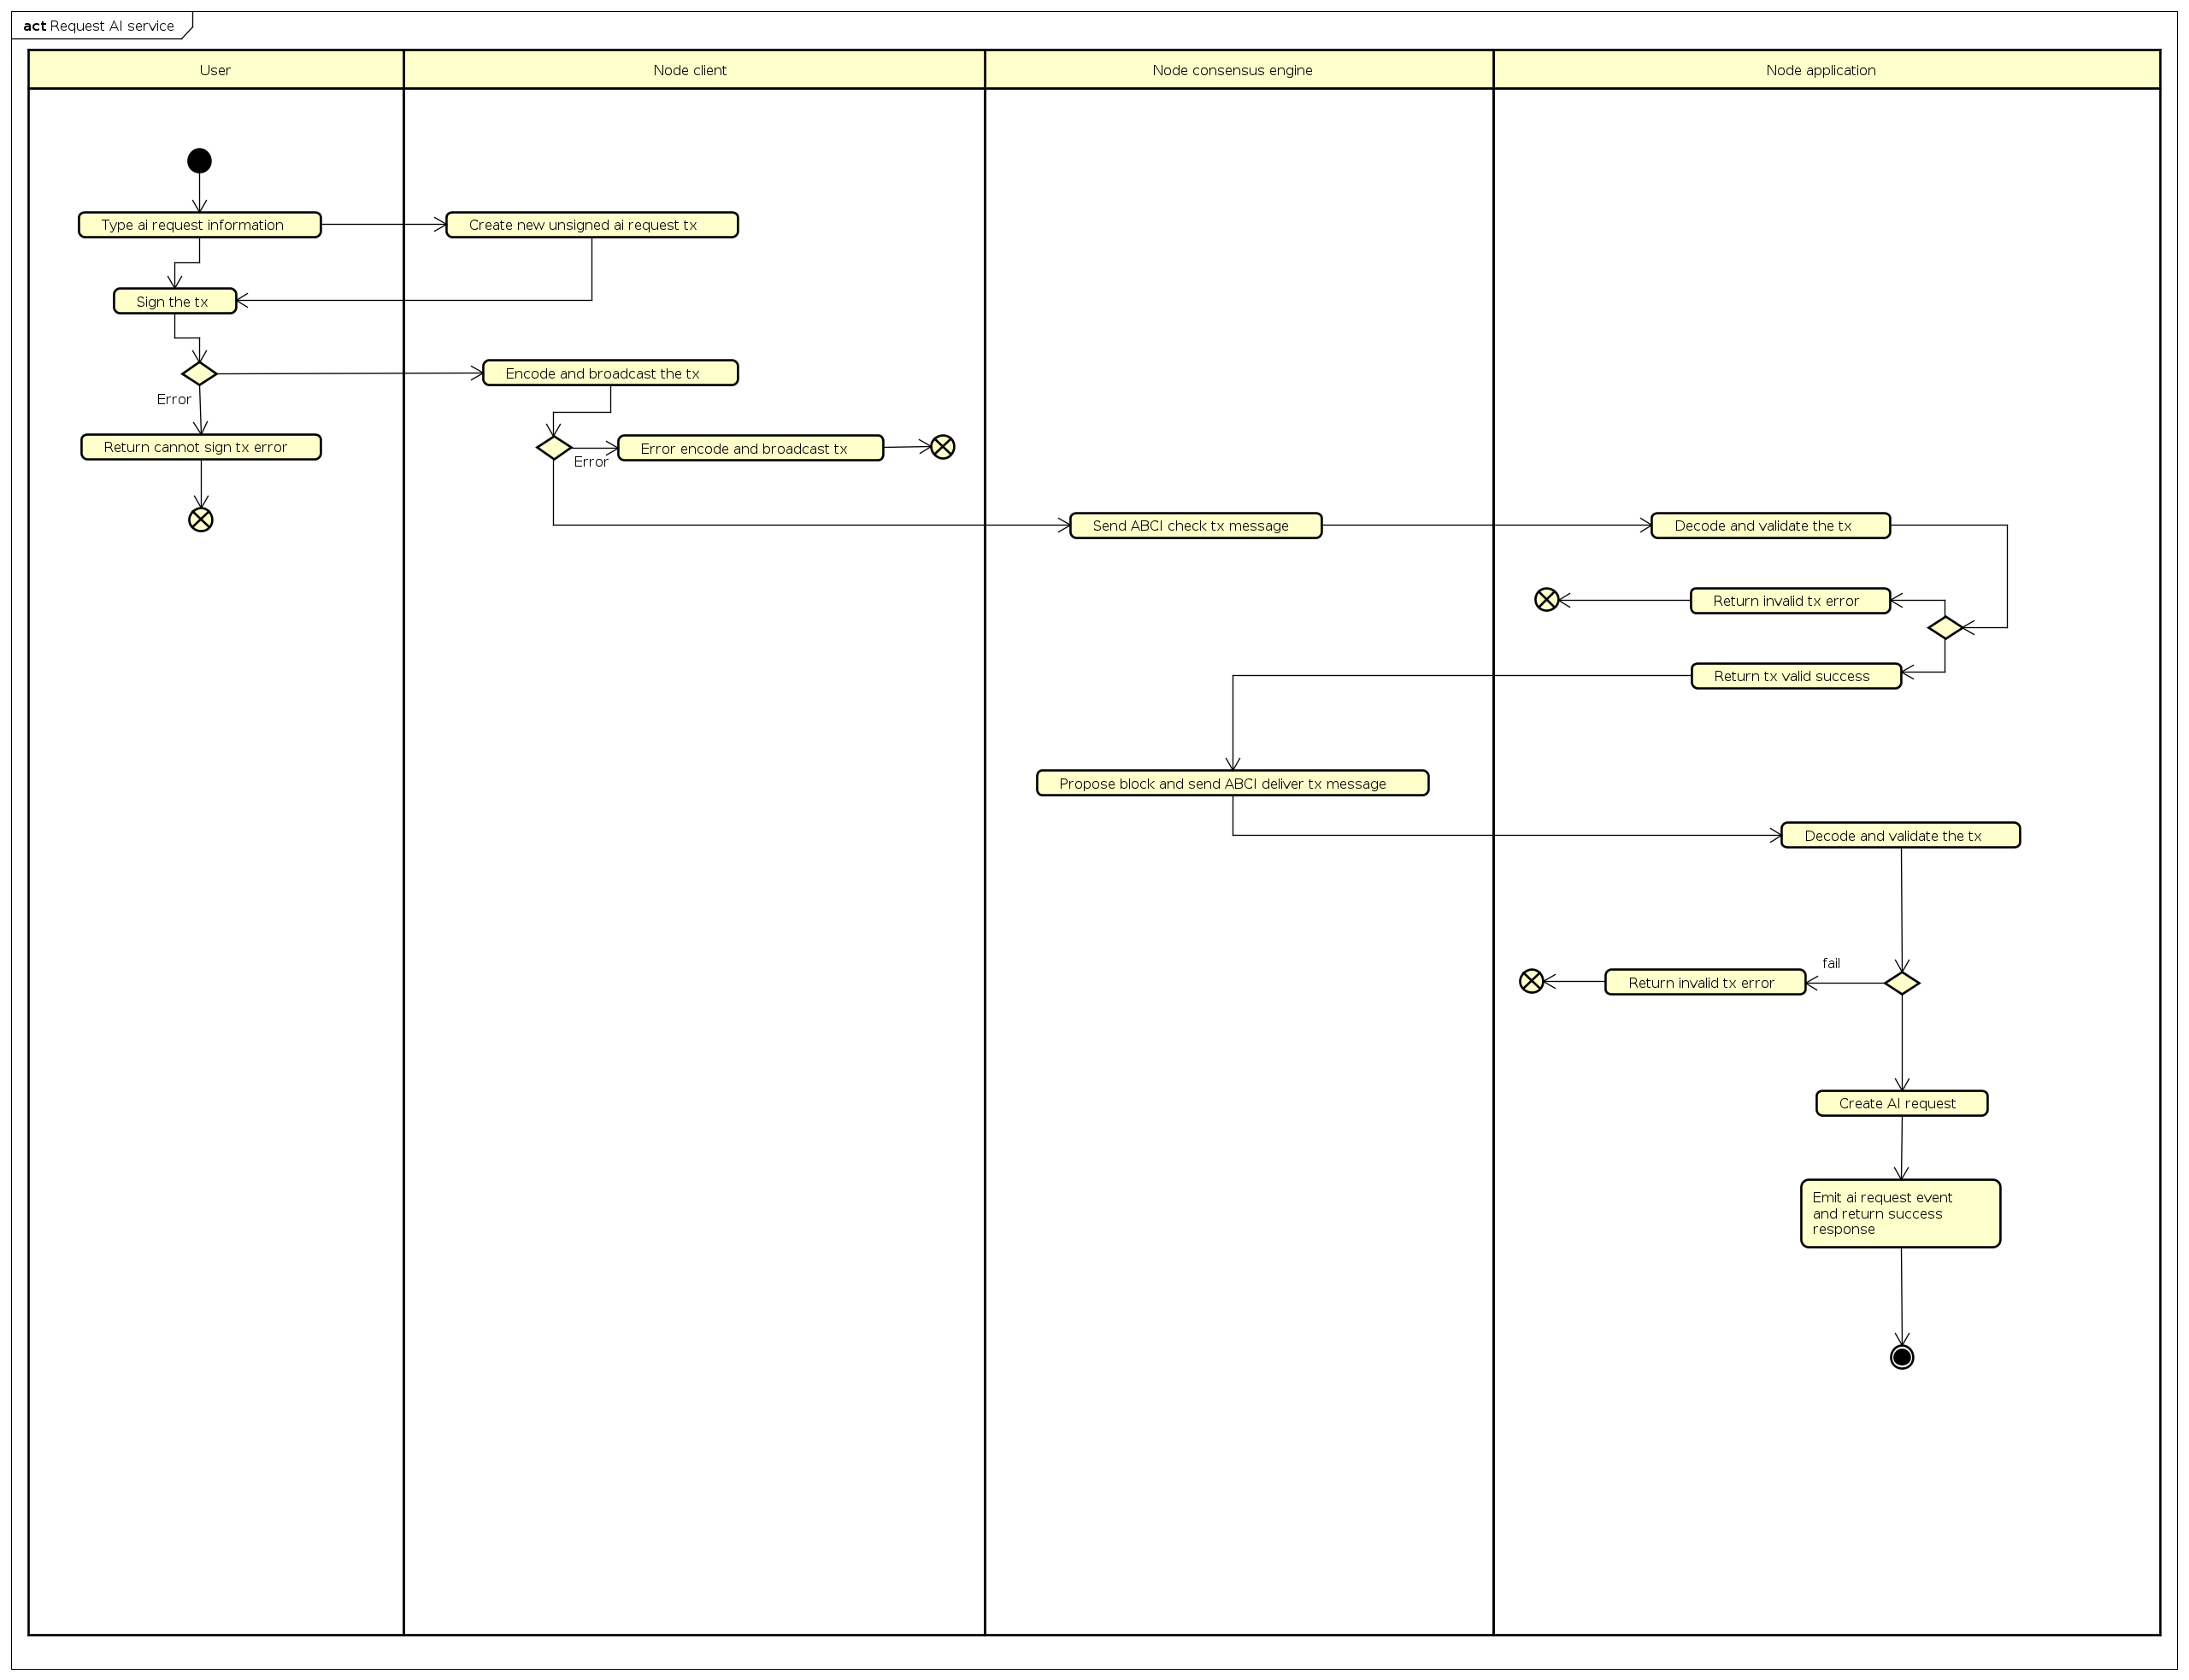 act Request AI service
User
Node client
Node consensus engine
Node application
Type ai request information
Create new unsigned ai request tx
Sign the tx
Encode and broadcast the tx
Error
Return cannot sign tx error
Error encode and broadcast tx
Error
Send ABCI check tx message
Decode and validate the tx
Return invalid tx error
Return tx valid success
Propose block and send ABCI deliver tx message
Decode and validate the tx
fail
Return invalid tx error
Create AI request
Emit ai request event
and return success
response